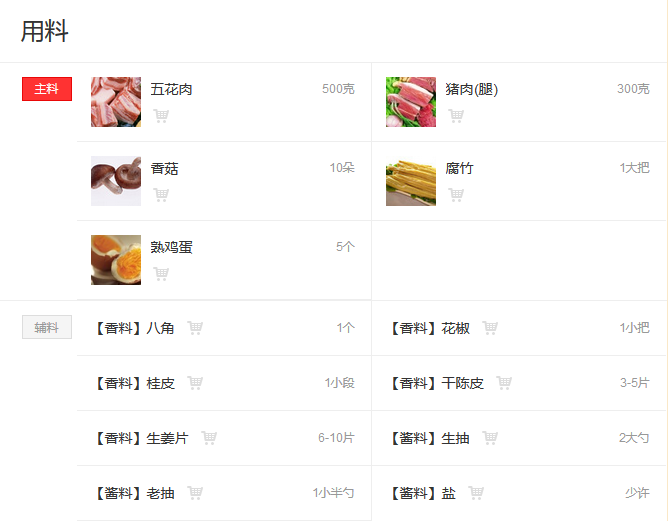 用料
主料
五花肉 500克
猪肉(腿) 300克
香菇 10朵
腐竹 1大把
熟鸡蛋 5个
辅料
【香料】八角 1个
【香料】花椒 1小把
【香料】桂皮 1小段
【香料】干陈皮 3-5片
【香料】生姜片 6-10片
【酱料】生抽 2大勺
【酱料】老抽 1小半勺
【酱料】盐 少许